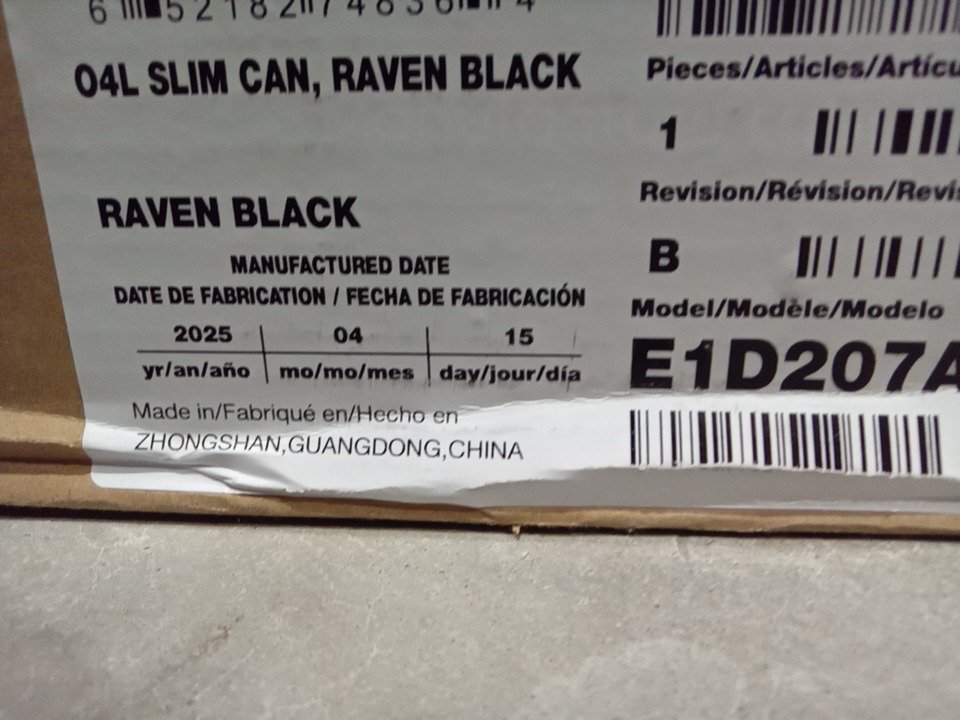 O4L SLIM CAN, RAVEN BLACK
Pieces/Articles/Artícu
1
Revision/Révision/Revis
RAVEN BLACK
B
MANUFACTURED DATE
DATE DE FABRICATION / FECHA DE FABRICACIÓN
Model/Modèle/Modelo
2025 | 04 | 15
E1D207A
yr/an/año | mo/mo/mes | day/jour/día
Made in/Fabriqué en/Hecho en
ZHONGSHAN,GUANGDONG,CHINA